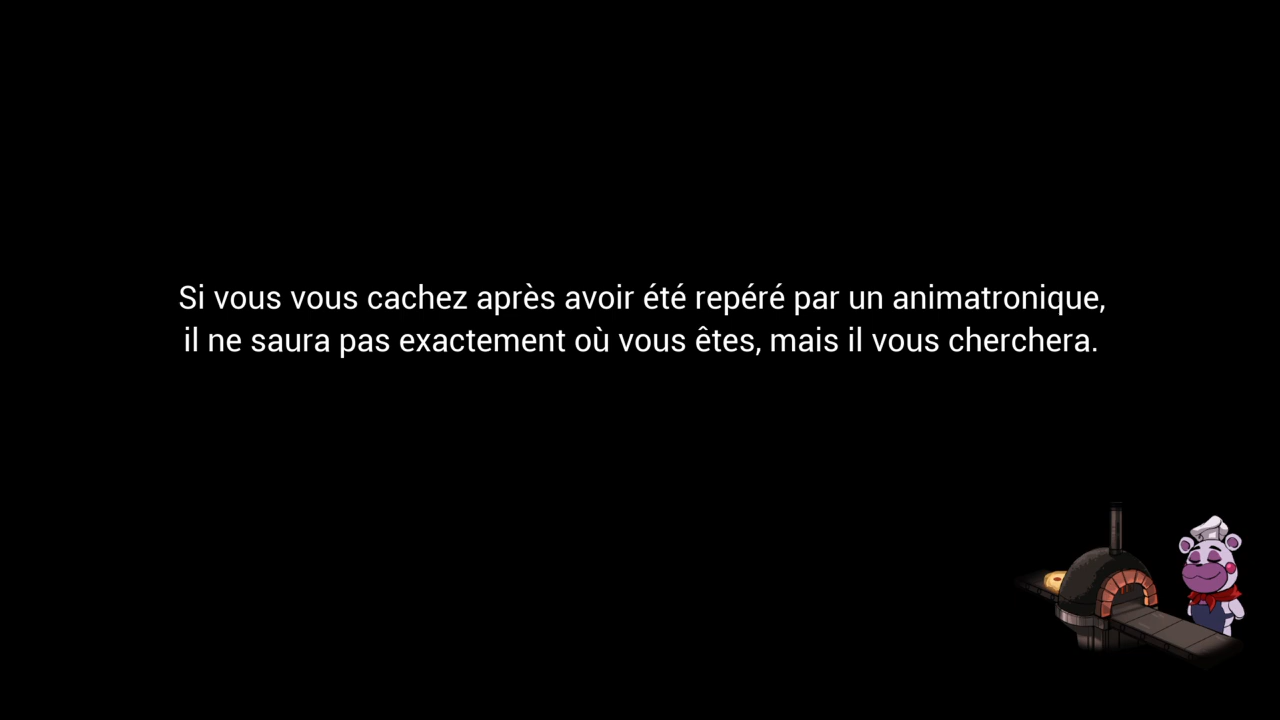 Si vous vous cachez après avoir été repéré par un animatronique,
il ne saura pas exactement où vous êtes, mais il vous cherchera.